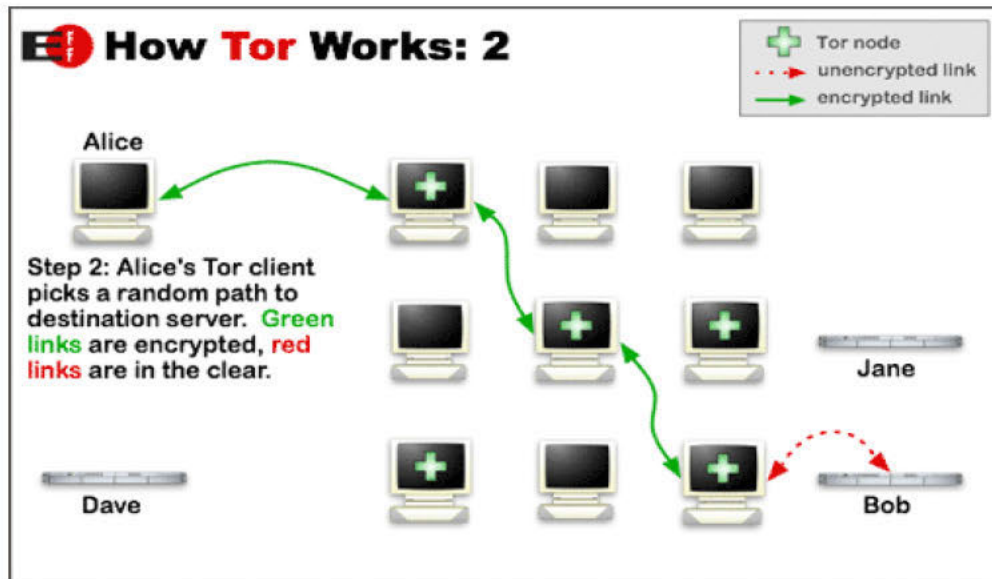 EFF How Tor Works: 2
Tor node
unencrypted link
encrypted link
Alice
Step 2: Alice's Tor client
picks a random path to
destination server. Green
links are encrypted, red
links are in the clear.
Jane
Dave
Bob